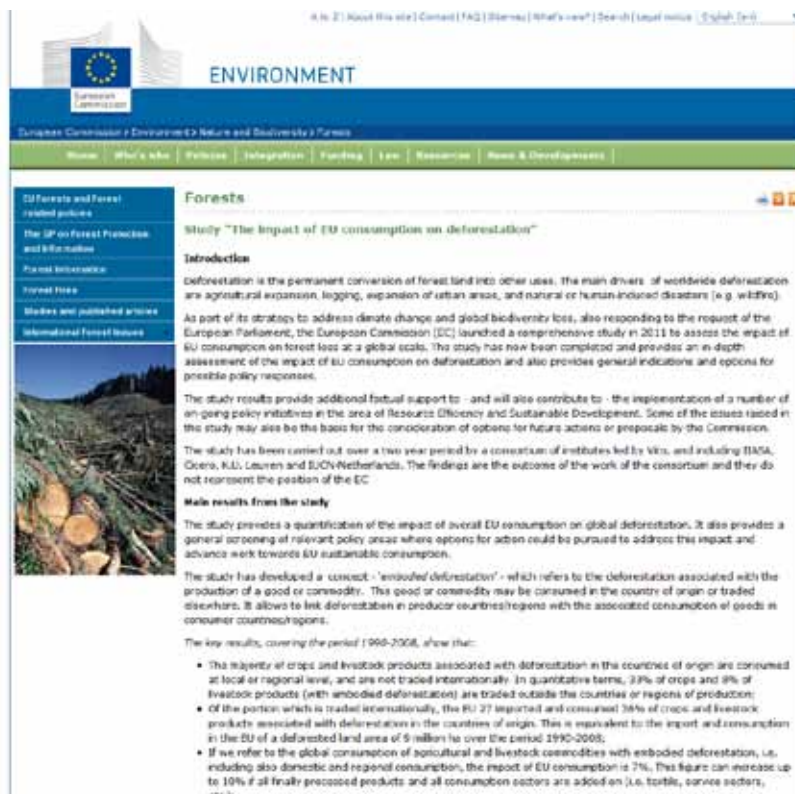 A to Z | About this site | Contact | FAQ | Sitemap | What's new? | Search | Legal notice | English (en)
European
Commission
ENVIRONMENT
European Commission > Environment > Nature and Biodiversity > Forests
Home | Who's who | Policies | Integration | Funding | Law | Resources | News & Developments
EU Forests and Forest
related policies
The SP on Forest Protection
and Information
Forest Information
Forest Fires
Studies and published articles
International Forest Issues
Forests
Study "The impact of EU consumption on deforestation"
Introduction
Deforestation is the permanent conversion of forest land into other uses. The main drivers of worldwide deforestation
are agricultural expansion, logging, expansion of urban areas, and natural or human-induced disasters (e.g. wildfire).
As part of its strategy to address climate change and global biodiversity loss, also responding to the request of the
European Parliament, the European Commission (EC) launched a comprehensive study in 2011 to assess the impact of
EU consumption on forest loss at a global scale. The study has now been completed and provides an in depth
assessment of the impact of EU consumption on deforestation and also provides general indications and options for
possible policy responses.
The study results provide additional factual support to - and will also contribute to - the implementation of a number of
on-going policy initiatives in the area of Resource Efficiency and Sustainable Development. Some of the issues raised in
this study may also be the basis for the consideration of options for future actions or proposals by the Commission.
The study has been carried out over a two year period by a consortium of institutes led by Vito, and including IIASA,
Cicero, K.U. Leuven and IUCN-Netherlands. The findings are the outcome of the work of the consortium and they do
not represent the position of the EC
Main results from the study
The study provides a quantification of the impact of overall EU consumption on global deforestation. It also provides a
general screening of relevant policy areas where options for action could be pursued to address this impact and
advance work towards EU sustainable consumption.
The study has developed a concept - 'embodied deforestation' - which refers to the deforestation associated with the
production of a good or commodity. This good or commodity may be consumed in the country of origin or traded
elsewhere. It allows to link deforestation in producer countries/regions with the associated consumption of goods in
consumer countries/regions.
The key results, covering the period 1990-2008, show that:
• The majority of crops and livestock products associated with deforestation in the countries of origin are consumed
at local or regional level, and are not traded internationally. In quantitative terms, 33% of crops and 8% of
livestock products (with embodied deforestation) are traded outside the countries or regions of production;
• Of the portion which is traded internationally, the EU 27 imported and consumed 36% of crops and livestock
products associated with deforestation in the countries of origin. This is equivalent to the import and consumption
in the EU of a deforested land area of 9 million ha over the period 1990-2008;
• If we refer to the global consumption of agricultural and livestock commodities with embodied deforestation, i.e.
including also domestic and regional consumption, the impact of EU consumption is 7%. This figure can increase up
to 10% if all finally processed products and all consumption sectors are added on (i.e. textile, service sectors,